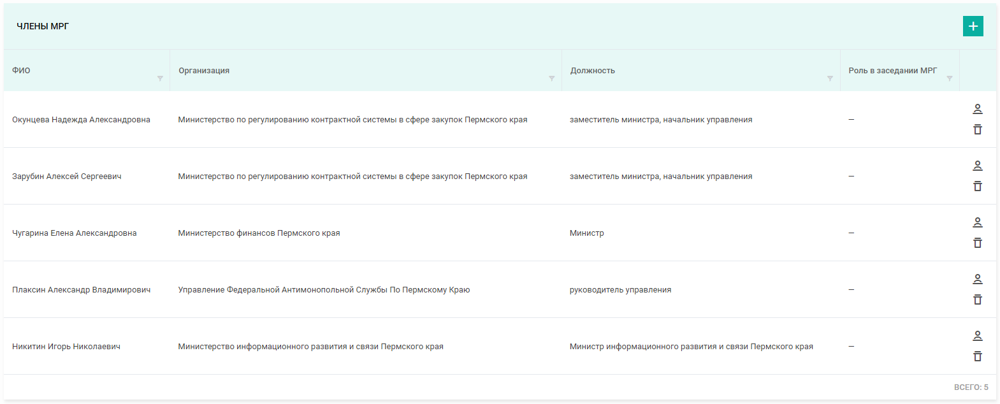 ЧЛЕНЫ МРГ
ФИО Организация Должность Роль в заседании МРГ
Окунцева Надежда Александровна Министерство по регулированию контрактной системы в сфере закупок Пермского края заместитель министра, начальник управления —
Зарубин Алексей Сергеевич Министерство по регулированию контрактной системы в сфере закупок Пермского края заместитель министра, начальник управления —
Чугарина Елена Александровна Министерство финансов Пермского края Министр —
Плаксин Александр Владимирович Управление Федеральной Антимонопольной Службы По Пермскому Краю руководитель управления —
Никитин Игорь Николаевич Министерство информационного развития и связи Пермского края Министр информационного развития и связи Пермского края —
ВСЕГО: 5